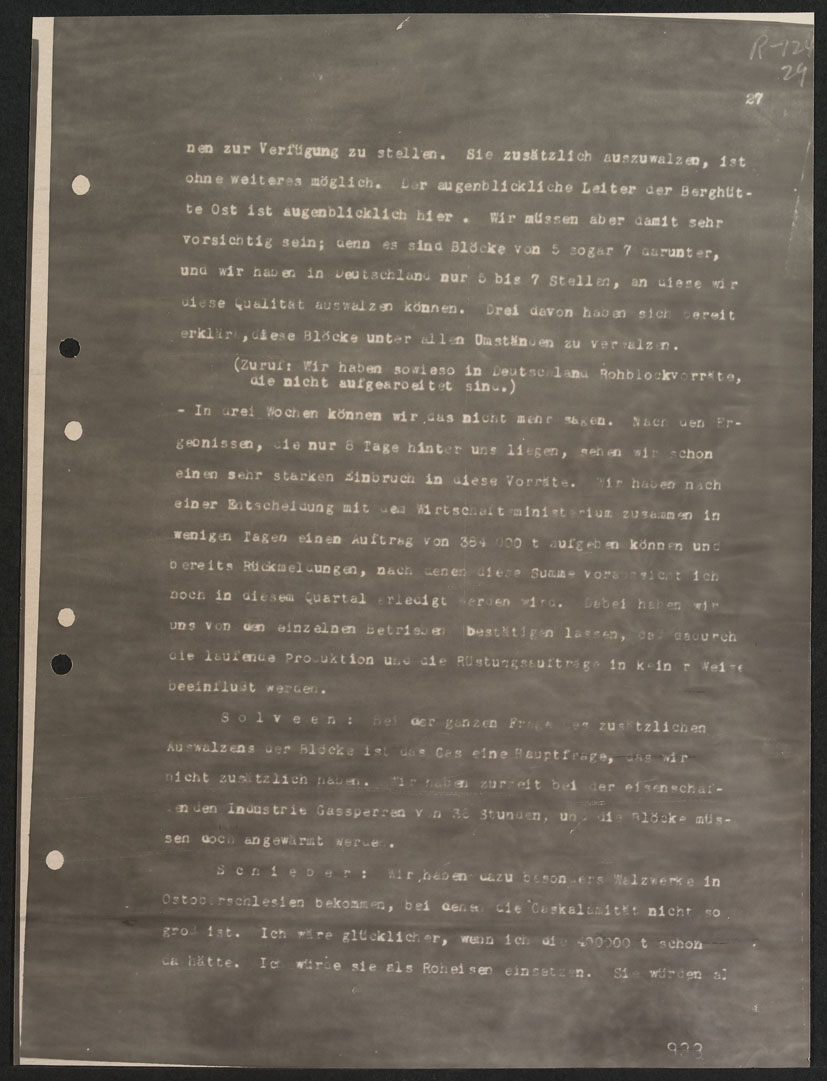 R-124
29
27
nen zur Verfügung zu stellen. Sie zusätzlich auszuwalzen, ist
ohne weiteres möglich. Der augenblickliche Leiter der Berghüt-
te Ost ist augenblicklich hier . Wir müssen aber damit sehr
vorsichtig sein; denn es sind Blöcke von 5 sogar 7 darunter,
und wir haben in Deutschland nur 5 bis 7 Stellen, an diese wir
diese Qualität auswalzen können. Drei davon haben sich bereit
erklärt, diese Blöcke unter allen Umständen zu verwalzen.
(Zuruf: Wir haben sowieso in Deutschland Rohblockvorräte,
die nicht aufgearbeitet sind.)
- In drei Wochen können wir das nicht mehr sagen. Nach den Er-
gebnissen, die nur 8 Tage hinter uns liegen, sehen wir schon
einen sehr starken Einbruch in diese Vorräte. Wir haben nach
einer Entscheidung mit dem Wirtschaftsministerium zusammen in
wenigen Tagen einen Auftrag von 384 000 t aufgeben können und
bereits Rückmeldungen, nach denen diese Summe voraussicht ich
noch in diesem Quartal erledigt werden wird. Dabei haben wir
uns von den einzelnen Betrieben bestätigen lassen, daß dadurch
die laufende Produktion und die Rüstungsaufträge in kein r Weise
beeinflußt werden.
S o l v e e n : Bei der ganzen Frage des zusätzlichen
Auswalzens der Blöcke ist das Gas eine Hauptfrage, das wir
nicht zusätzlich haben. Wir haben zurzeit bei der eisenschaf-
fenden Industrie Gassperren von 36 Stunden, und die Blöcke müs-
sen doch angewärmt werden.
S c h i e b e r : Wir haben dazu besonders Walzwerke in
Ostoberschlesien bekommen, bei denen die Gaskalamität nicht so
groß ist. Ich wäre glücklicher, wenn ich die 400000 t schon
da hätte. Ich würde sie als Roheisen einsetzen. Sie würden al
933